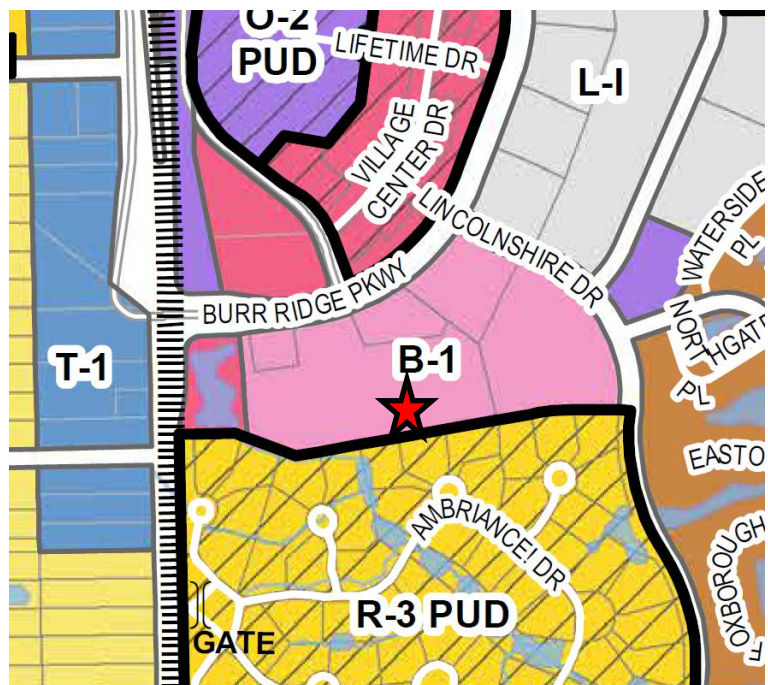 O-2
PUD
LIFETIME DR
L-I
VILLAGE
CENTER DR
LINCOLNSHIRE DR
WATERSIDE
PL
BURR RIDGE PKWY
NORT
HGATE
PL
T-1
B-1
EASTO
AMBRIANCE! DR
OXBOROUGH
F
R-3 PUD
GATE